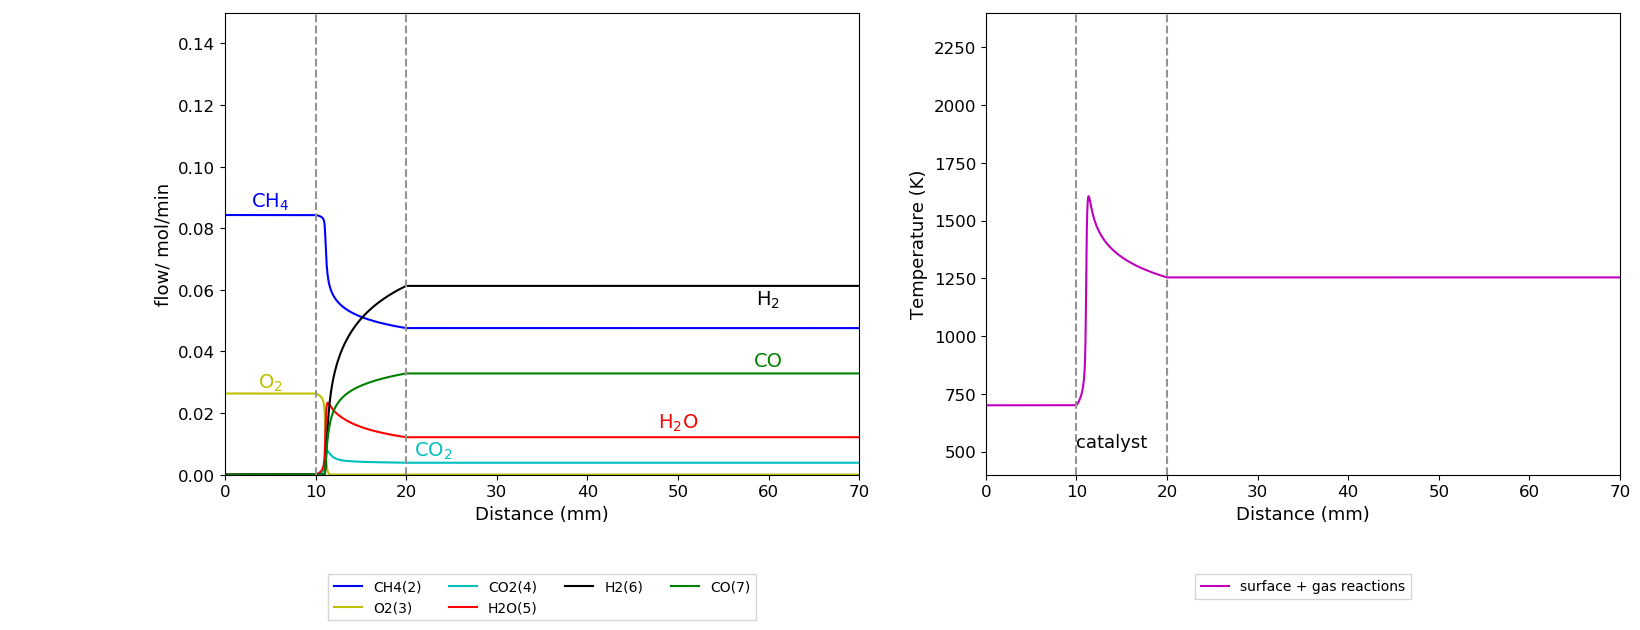 0.14
0.12
0.10
0.08
0.06
0.04
0.02
0.00
flow/ mol/min
CH₄
O₂
H₂
CO
H₂O
CO₂
0 10 20 30 40 50 60 70
Distance (mm)
CH4(2) CO2(4) H2(6) CO(7)
O2(3) H2O(5)
2250
2000
1750
1500
1250
1000
750
500
Temperature (K)
catalyst
0 10 20 30 40 50 60 70
Distance (mm)
surface + gas reactions